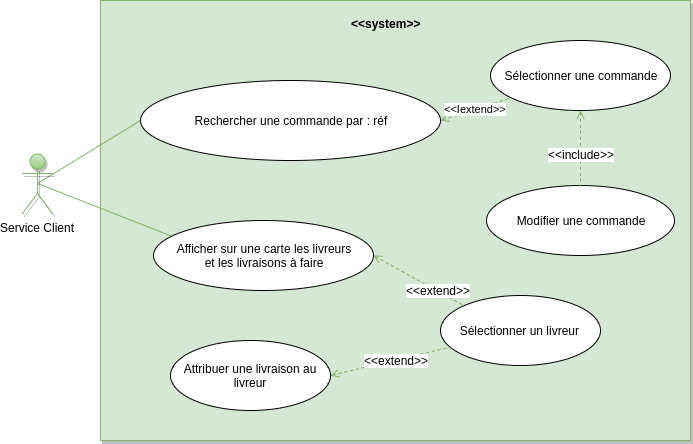 <<system>>
Sélectionner une commande
<<Iextend>>
Rechercher une commande par : réf
<<include>>
Modifier une commande
Service Client
Afficher sur une carte les livreurs
et les livraisons à faire
<<extend>>
Sélectionner un livreur
<<extend>>
Attribuer une livraison au
livreur